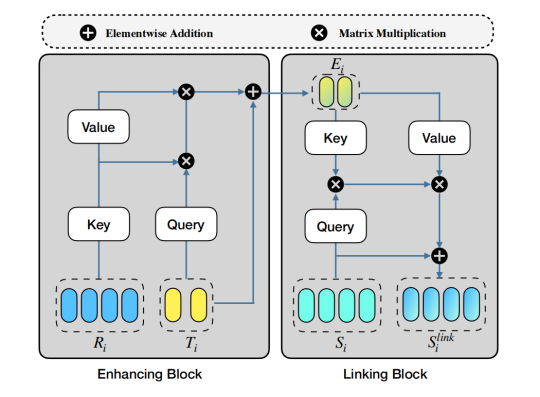 Elementwise Addition
Matrix Multiplication
E_i
Value
Key
Value
Key
Query
Query
R_i
T_i
S_i
S_i^{link}
Enhancing Block
Linking Block